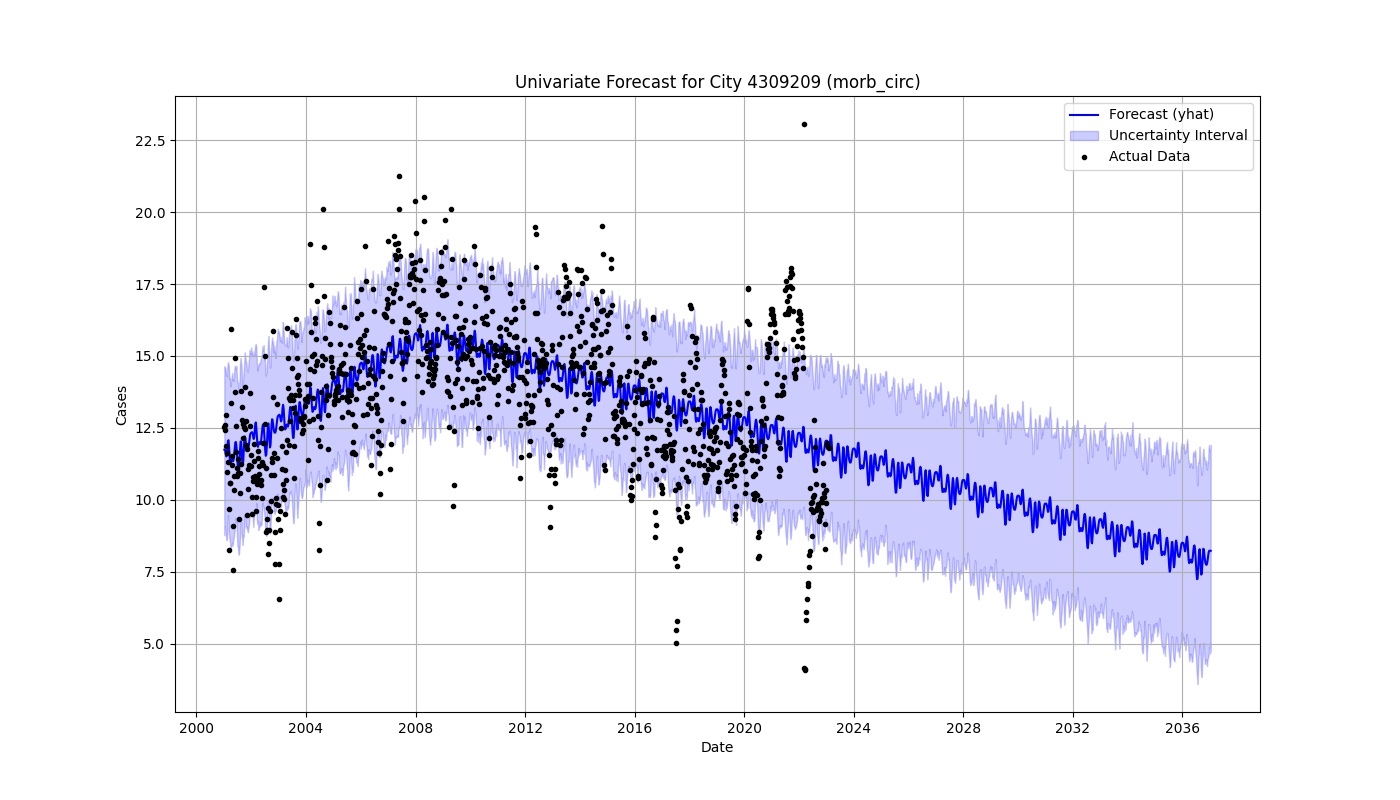 Univariate Forecast for City 4309209 (morb_circ)
Forecast (yhat)
Uncertainty Interval
Actual Data
22.5
20.0
17.5
15.0
12.5
10.0
7.5
5.0
Cases
2000 2004 2008 2012 2016 2020 2024 2028 2032 2036
Date